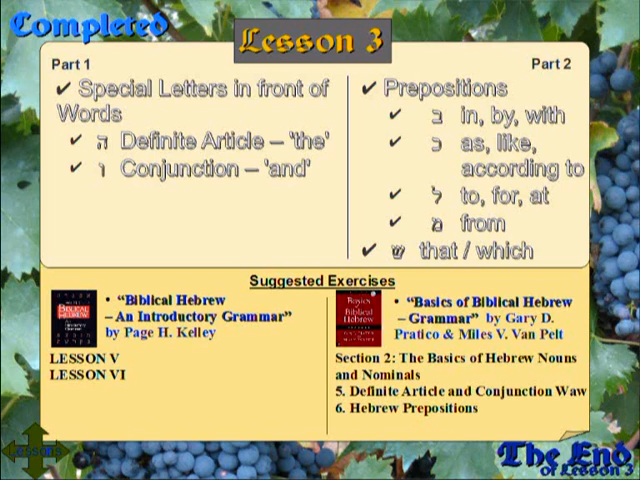 Completed
Lesson 3
Part 1
Part 2
✔ Special Letters in front of
Words
✔ ה Definite Article – 'the'
✔ ו Conjunction – 'and'
✔ Prepositions
✔ ב in, by, with
✔ כ as, like,
according to
✔ ל to, for, at
✔ מ from
✔ ש that / which
Suggested Exercises
• “Biblical Hebrew
– An Introductory Grammar”
by Page H. Kelley
LESSON V
LESSON VI
• “Basics of Biblical Hebrew
– Grammar” by Gary D.
Pratico & Miles V. Van Pelt
Section 2: The Basics of Hebrew Nouns
and Nominals
5. Definite Article and Conjunction Waw
6. Hebrew Prepositions
Lessons
The End
of Lesson 3